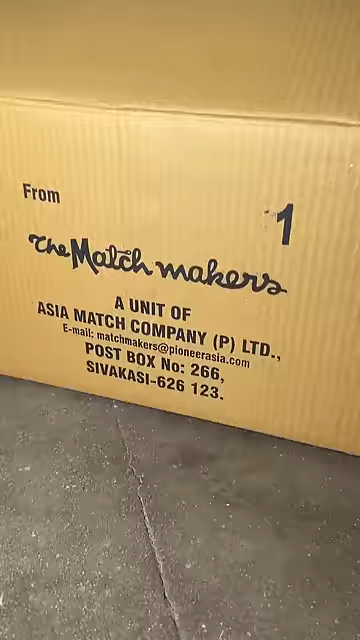 From
1
The Match makers
A UNIT OF
ASIA MATCH COMPANY (P) LTD.,
E-mail: matchmakers@pioneerasia.com
POST BOX No: 266,
SIVAKASI-626 123.